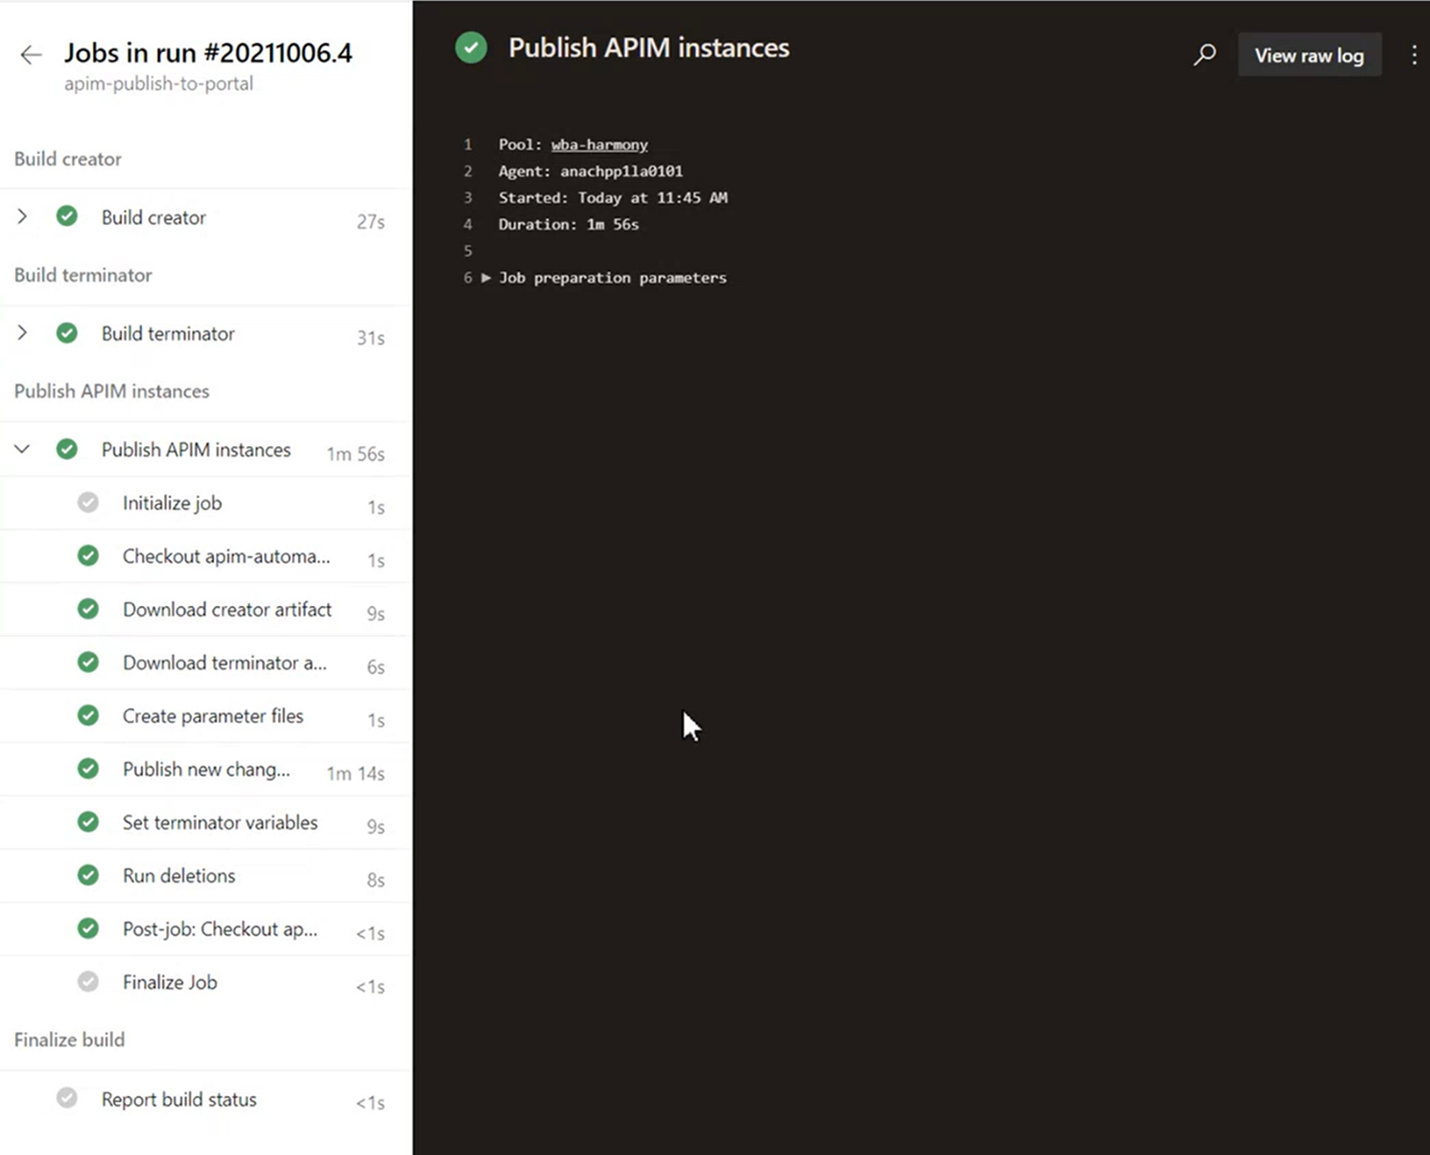 Jobs in run #20211006.4
apim-publish-to-portal
Build creator
Build creator 27s
Build terminator
Build terminator 31s
Publish APIM instances
Publish APIM instances 1m 56s
Initialize job 1s
Checkout apim-automa... 1s
Download creator artifact 9s
Download terminator a... 6s
Create parameter files 1s
Publish new chang... 1m 14s
Set terminator variables 9s
Run deletions 8s
Post-job: Checkout ap... <1s
Finalize Job <1s
Finalize build
Report build status <1s
Publish APIM instances
View raw log
1 Pool: wba-harmony
2 Agent: anachpp1la0101
3 Started: Today at 11:45 AM
4 Duration: 1m 56s
5
6 Job preparation parameters